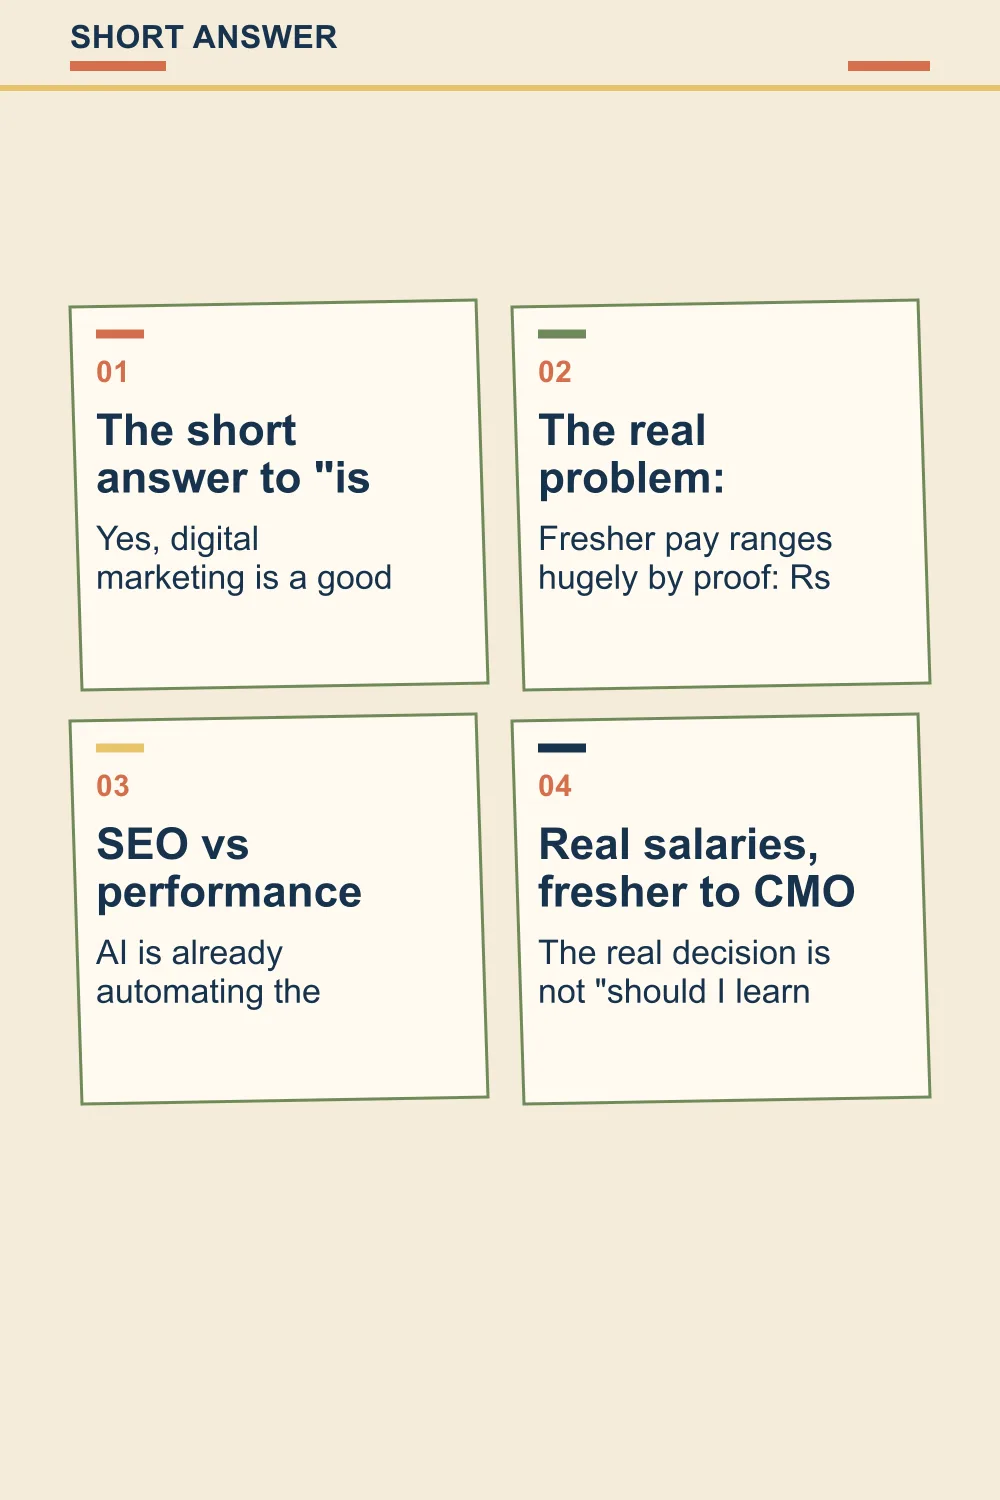 SHORT ANSWER
01
The short
answer to "is
Yes, digital
marketing is a good
02
The real
problem:
Fresher pay ranges
hugely by proof: Rs
03
SEO vs
performance
AI is already
automating the
04
Real salaries,
fresher to CMO
The real decision is
not "should I learn